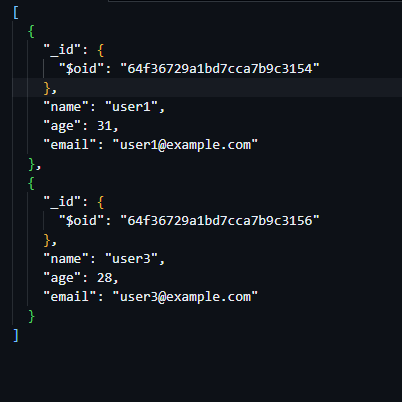 [
  {
    "_id": {
      "$oid": "64f36729a1bd7cca7b9c3154"
    },
    "name": "user1",
    "age": 31,
    "email": "user1@example.com"
  },
  {
    "_id": {
      "$oid": "64f36729a1bd7cca7b9c3156"
    },
    "name": "user3",
    "age": 28,
    "email": "user3@example.com"
  }
]